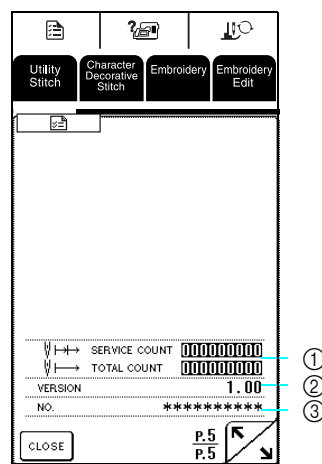 ?
Utility Stitch
Character Decorative Stitch
Embroidery
Embroidery Edit
SERVICE COUNT 000000000
TOTAL COUNT 000000000
VERSION 1.00
NO. **********
CLOSE
P.5
P.5
①
②
③